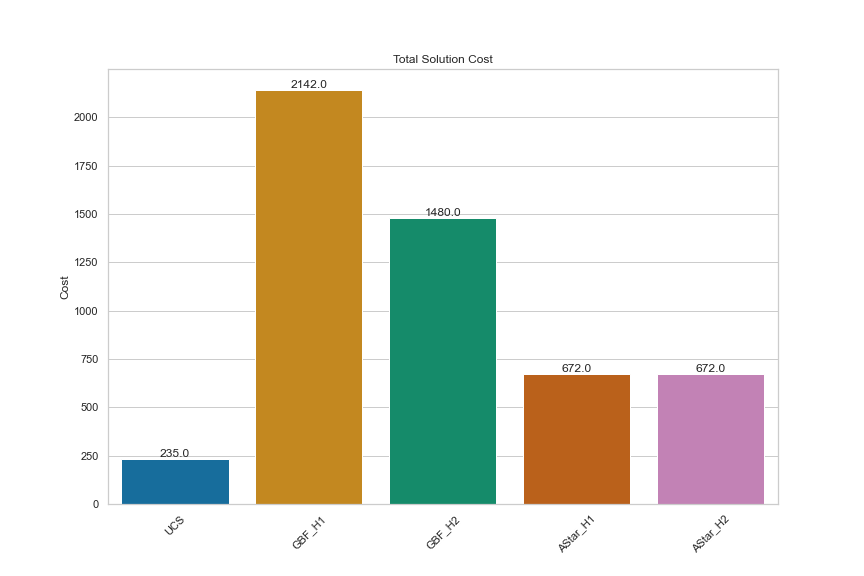 Total Solution Cost
2142.0
2000
1750
1500
1480.0
1250
Cost
1000
750
672.0
672.0
500
250
235.0
0
UCS
GBF_H1
GBF_H2
AStar_H1
AStar_H2